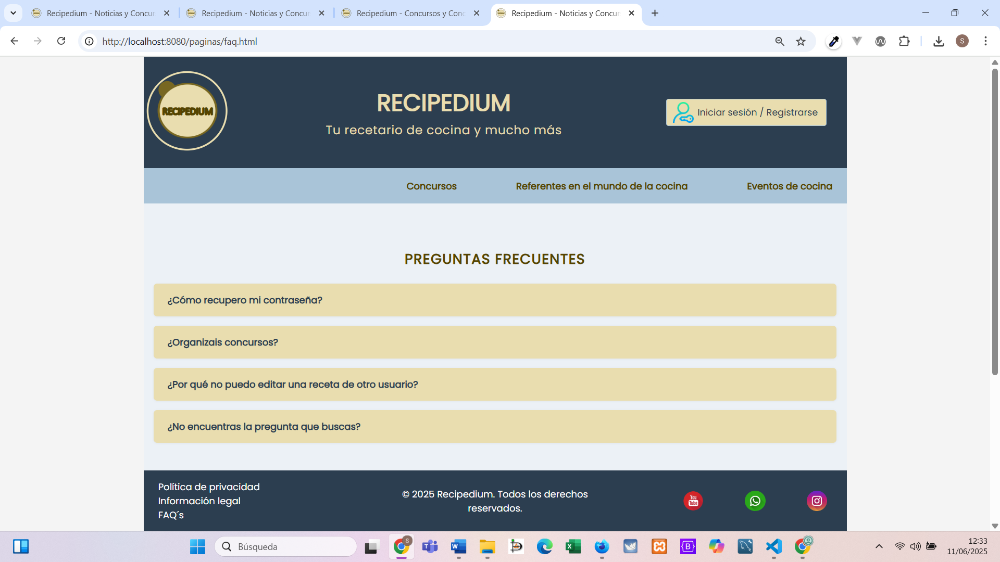 Recipedium - Noticias y Concur
Recipedium - Noticias y Concur
Recipedium - Concursos y Conc
Recipedium - Noticias y Concur
http://localhost:8080/paginas/faq.html
S
RECIPEDIUM
RECIPEDIUM
Tu recetario de cocina y mucho más
Iniciar sesión / Registrarse
Concursos
Referentes en el mundo de la cocina
Eventos de cocina
PREGUNTAS FRECUENTES
¿Cómo recupero mi contraseña?
¿Organizais concursos?
¿Por qué no puedo editar una receta de otro usuario?
¿No encuentras la pregunta que buscas?
Política de privacidad
Información legal
FAQ´s
© 2025 Recipedium. Todos los derechos
reservados.
You
Tube
Búsqueda
S
12:33
11/06/2025